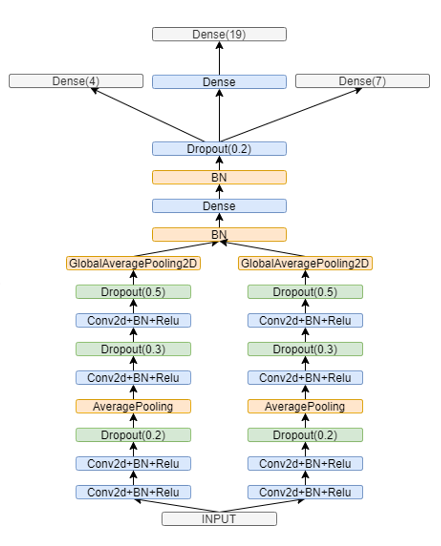 Dense(19)
Dense(4)
Dense
Dense(7)
Dropout(0.2)
BN
Dense
BN
GlobalAveragePooling2D
GlobalAveragePooling2D
Dropout(0.5)
Dropout(0.5)
Conv2d+BN+Relu
Conv2d+BN+Relu
Dropout(0.3)
Dropout(0.3)
Conv2d+BN+Relu
Conv2d+BN+Relu
AveragePooling
AveragePooling
Dropout(0.2)
Dropout(0.2)
Conv2d+BN+Relu
Conv2d+BN+Relu
Conv2d+BN+Relu
Conv2d+BN+Relu
INPUT